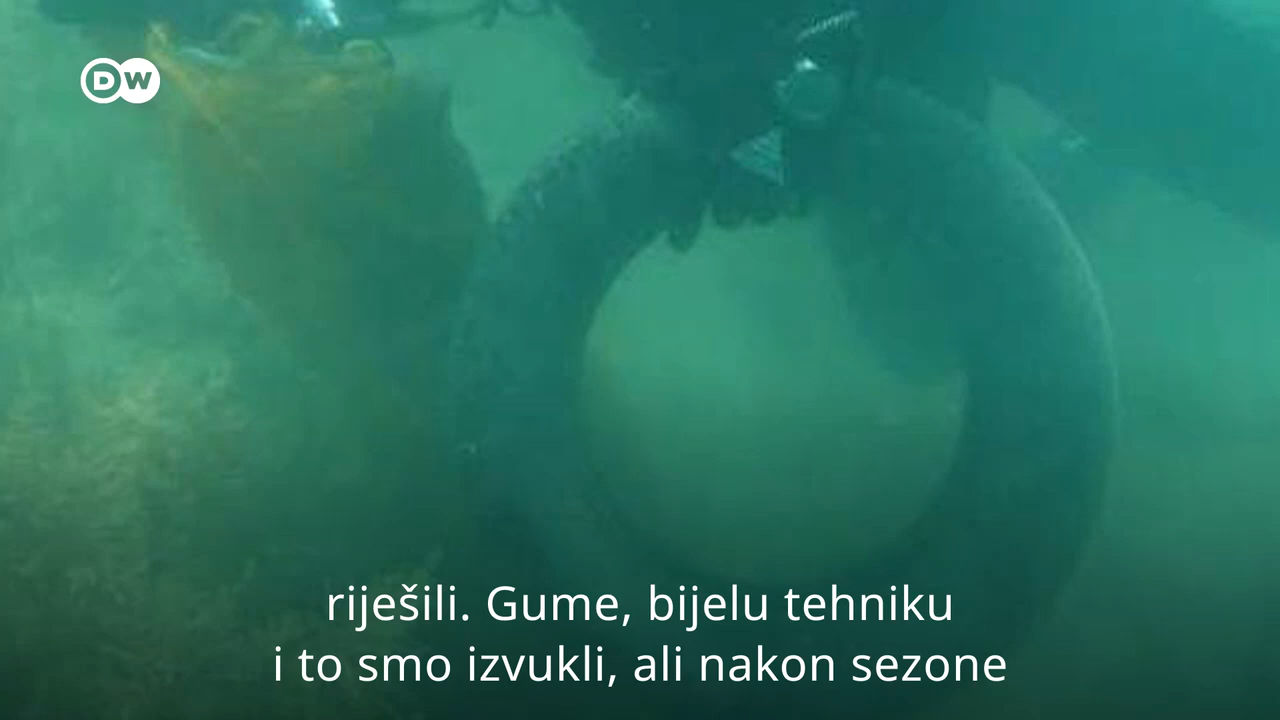 DW
riješili. Gume, bijelu tehniku
i to smo izvukli, ali nakon sezone